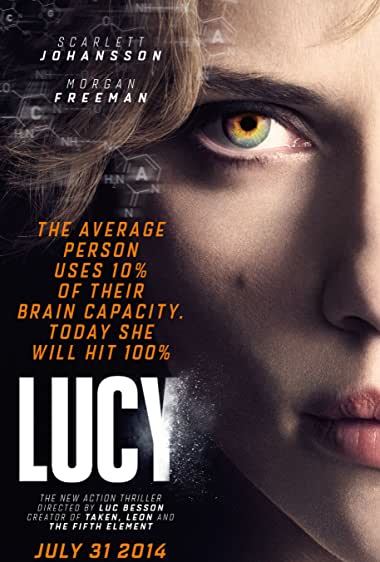 SCARLETT
JOHANSSON
MORGAN
FREEMAN
THE AVERAGE
PERSON
USES 10%
OF THEIR
BRAIN CAPACITY.
TODAY SHE
WILL HIT 100%
LUCY
THE NEW ACTION THRILLER
DIRECTED BY LUC BESSON
CREATOR OF TAKEN, LEON AND
THE FIFTH ELEMENT
JULY 31 2014